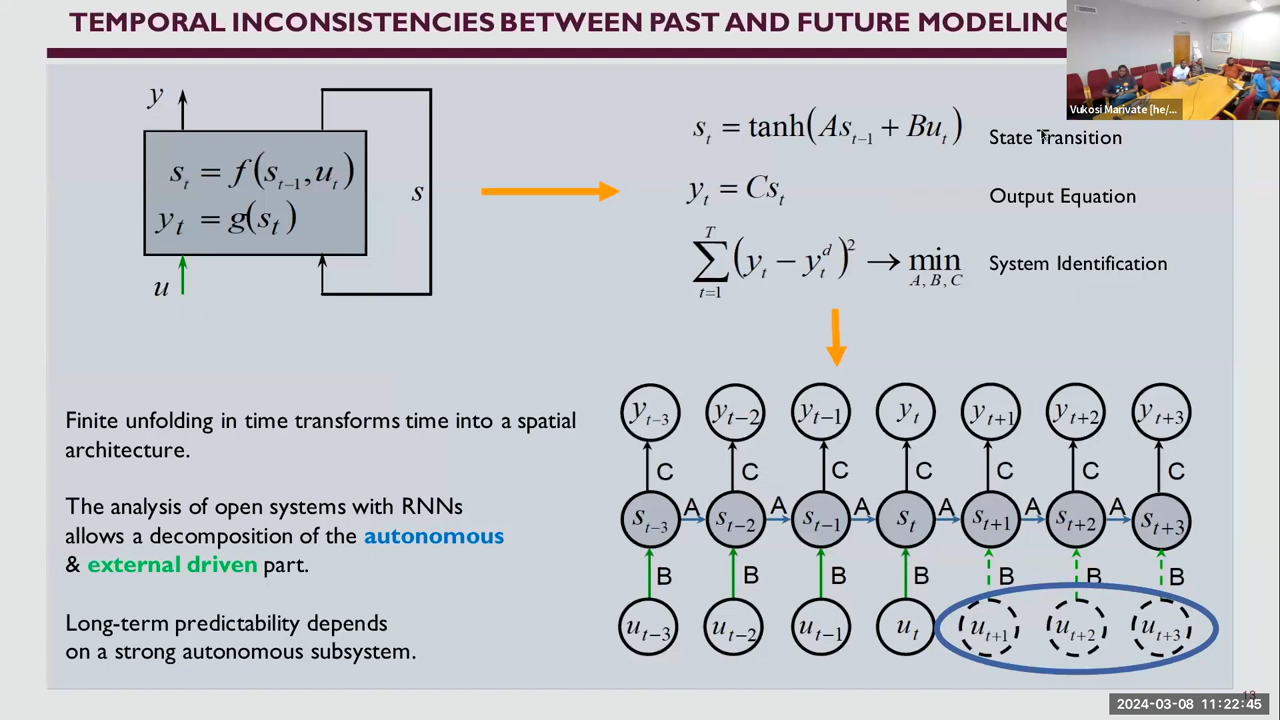 TEMPORAL INCONSISTENCIES BETWEEN PAST AND FUTURE MODELING
Vukosi Marivate [he/...
y
s_t = f(s_{t-1}, u_t)
y_t = g(s_t)
s
u
s_t = tanh(As_{t-1} + Bu_t)
State Transition
y_t = Cs_t
Output Equation
\sum_{t=1}^{T} (y_t - y_t^d)^2 → min_{A, B, C}
System Identification
Finite unfolding in time transforms time into a spatial
architecture.
The analysis of open systems with RNNs
allows a decomposition of the autonomous
& external driven part.
Long-term predictability depends
on a strong autonomous subsystem.
y_{t-3} y_{t-2} y_{t-1} y_t y_{t+1} y_{t+2} y_{t+3}
C C C C C C C
s_{t-3} A s_{t-2} A s_{t-1} A s_t A s_{t+1} A s_{t+2} A s_{t+3}
B B B B B B B
u_{t-3} u_{t-2} u_{t-1} u_t u_{t+1} u_{t+2} u_{t+3}
13
2024-03-08 11:22:45